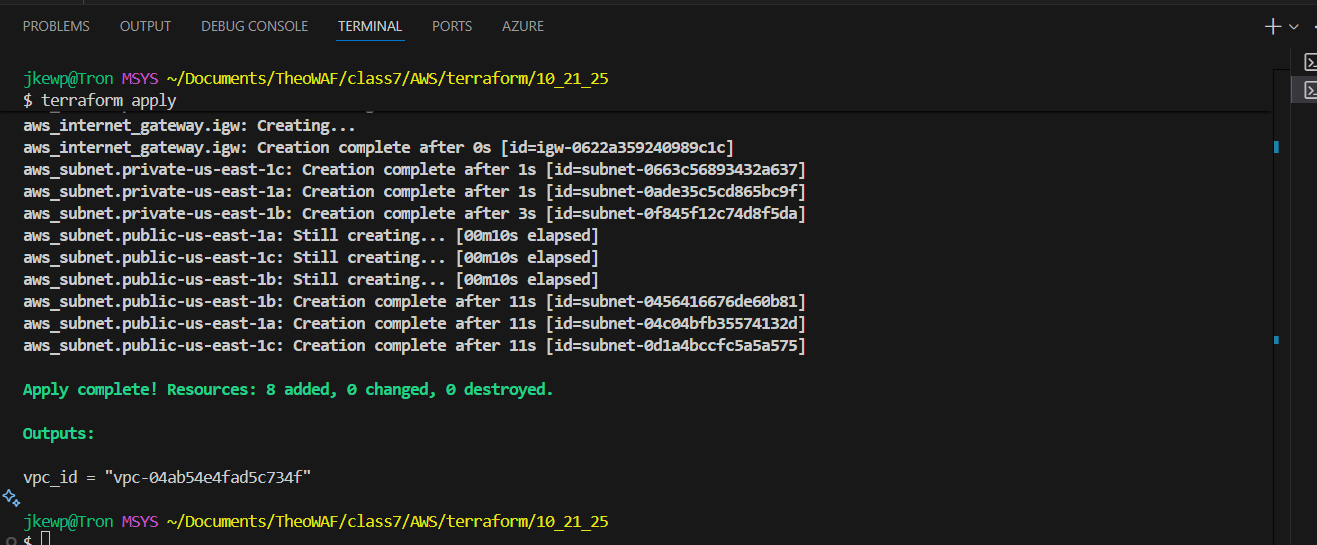 PROBLEMS OUTPUT DEBUG CONSOLE TERMINAL PORTS AZURE
jkewp@Tron MSYS ~/Documents/TheoWAF/class7/AWS/terraform/10_21_25
$ terraform apply
aws_internet_gateway.igw: Creating...
aws_internet_gateway.igw: Creation complete after 0s [id=igw-0622a359240989c1c]
aws_subnet.private-us-east-1c: Creation complete after 1s [id=subnet-0663c56893432a637]
aws_subnet.private-us-east-1a: Creation complete after 1s [id=subnet-0ade35c5cd865bc9f]
aws_subnet.private-us-east-1b: Creation complete after 3s [id=subnet-0f845f12c74d8f5da]
aws_subnet.public-us-east-1a: Still creating... [00m10s elapsed]
aws_subnet.public-us-east-1c: Still creating... [00m10s elapsed]
aws_subnet.public-us-east-1b: Still creating... [00m10s elapsed]
aws_subnet.public-us-east-1b: Creation complete after 11s [id=subnet-0456416676de60b81]
aws_subnet.public-us-east-1a: Creation complete after 11s [id=subnet-04c04bfb35574132d]
aws_subnet.public-us-east-1c: Creation complete after 11s [id=subnet-0d1a4bccfc5a5a575]
Apply complete! Resources: 8 added, 0 changed, 0 destroyed.
Outputs:
vpc_id = "vpc-04ab54e4fad5c734f"
jkewp@Tron MSYS ~/Documents/TheoWAF/class7/AWS/terraform/10_21_25
$